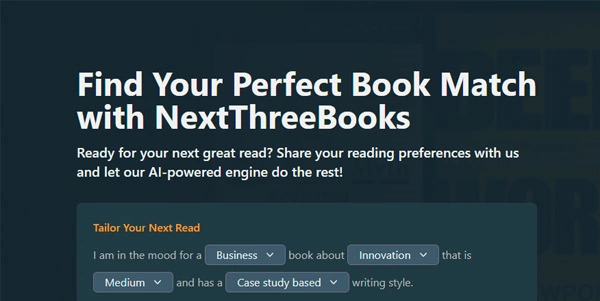 Find Your Perfect Book Match
with NextThreeBooks
Ready for your next great read? Share your reading preferences with us
and let our AI-powered engine do the rest!
Tailor Your Next Read
I am in the mood for a Business book about Innovation that is
Medium and has a Case study based writing style.